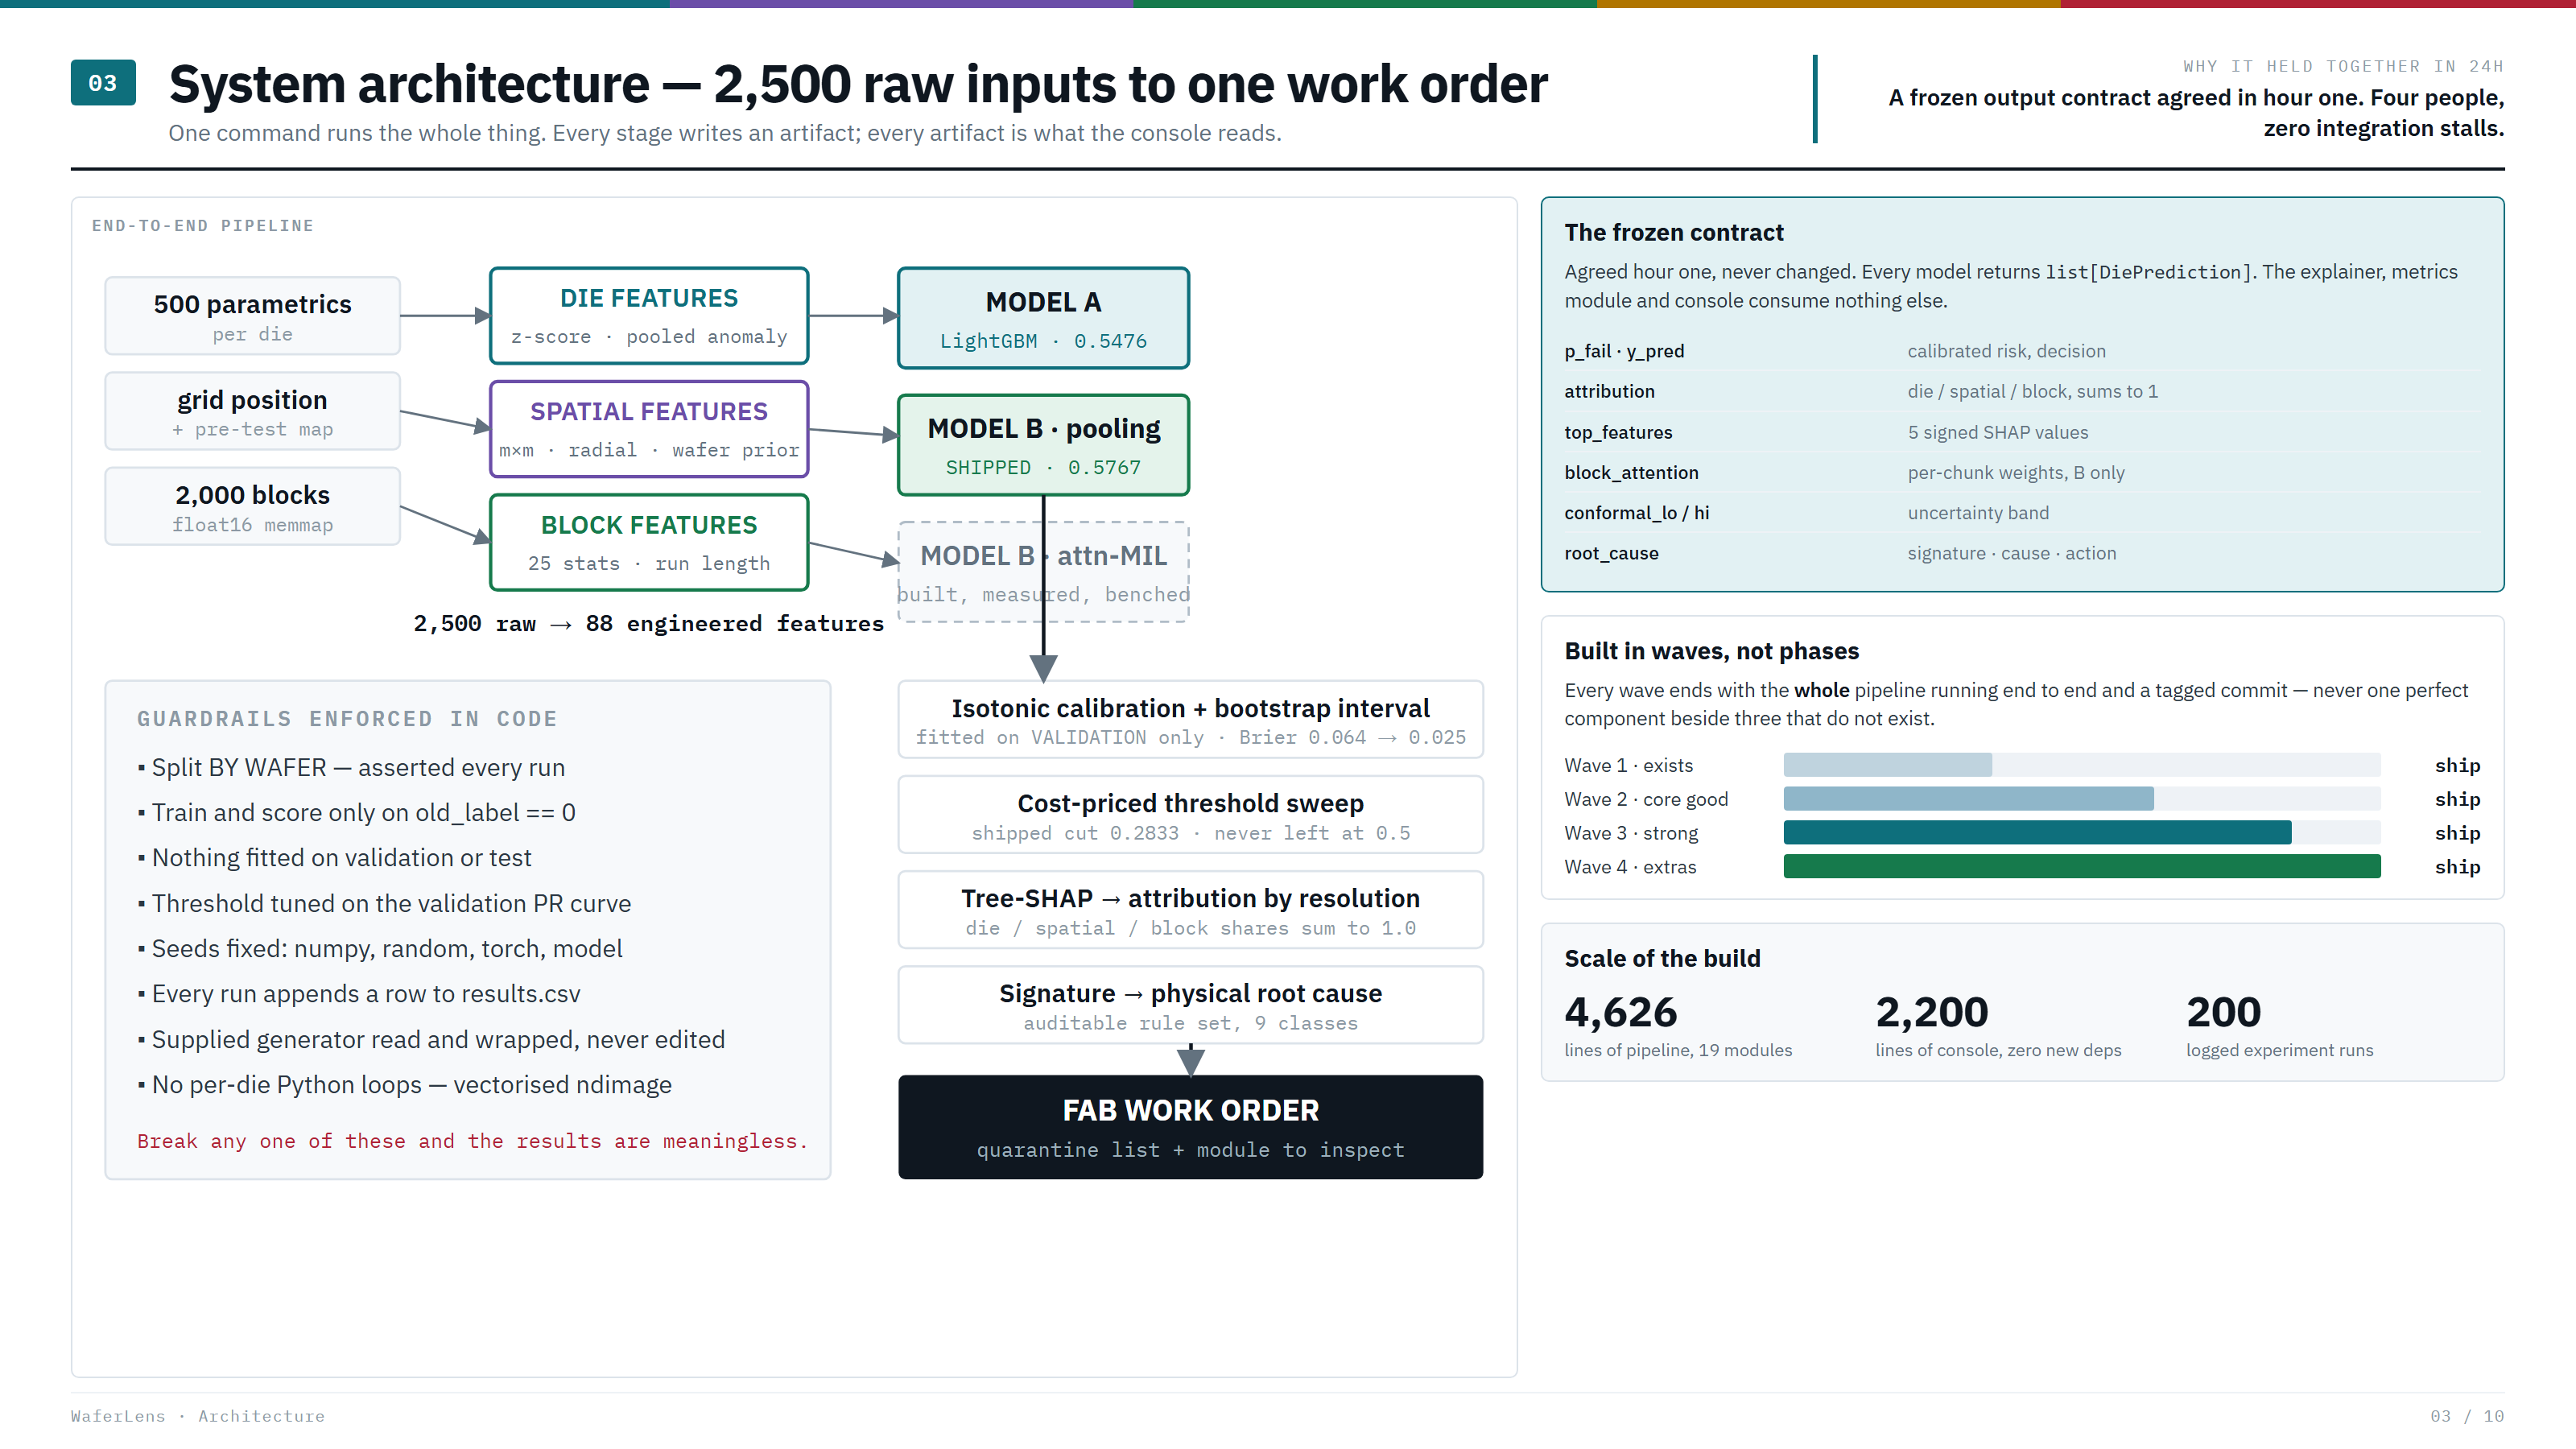 03
System architecture — 2,500 raw inputs to one work order
One command runs the whole thing. Every stage writes an artifact; every artifact is what the console reads.
WHY IT HELD TOGETHER IN 24H
A frozen output contract agreed in hour one. Four people,
zero integration stalls.
END-TO-END PIPELINE
500 parametrics
per die
grid position
+ pre-test map
2,000 blocks
float16 memmap
DIE FEATURES
z-score · pooled anomaly
SPATIAL FEATURES
m×m · radial · wafer prior
BLOCK FEATURES
25 stats · run length
2,500 raw → 88 engineered features
MODEL A
LightGBM · 0.5476
MODEL B · pooling
SHIPPED · 0.5767
MODEL B · attn-MIL
built, measured, benched
GUARDRAILS ENFORCED IN CODE
▪ Split BY WAFER — asserted every run
▪ Train and score only on old_label == 0
▪ Nothing fitted on validation or test
▪ Threshold tuned on the validation PR curve
▪ Seeds fixed: numpy, random, torch, model
▪ Every run appends a row to results.csv
▪ Supplied generator read and wrapped, never edited
▪ No per-die Python loops — vectorised ndimage
Break any one of these and the results are meaningless.
Isotonic calibration + bootstrap interval
fitted on VALIDATION only · Brier 0.064 → 0.025
Cost-priced threshold sweep
shipped cut 0.2833 · never left at 0.5
Tree-SHAP → attribution by resolution
die / spatial / block shares sum to 1.0
Signature → physical root cause
auditable rule set, 9 classes
FAB WORK ORDER
quarantine list + module to inspect
The frozen contract
Agreed hour one, never changed. Every model returns list[DiePrediction]. The explainer, metrics
module and console consume nothing else.
p_fail · y_pred calibrated risk, decision
attribution die / spatial / block, sums to 1
top_features 5 signed SHAP values
block_attention per-chunk weights, B only
conformal_lo / hi uncertainty band
root_cause signature · cause · action
Built in waves, not phases
Every wave ends with the whole pipeline running end to end and a tagged commit — never one perfect
component beside three that do not exist.
Wave 1 · exists ship
Wave 2 · core good ship
Wave 3 · strong ship
Wave 4 · extras ship
Scale of the build
4,626 2,200 200
lines of pipeline, 19 modules lines of console, zero new deps logged experiment runs
WaferLens · Architecture
03 / 10